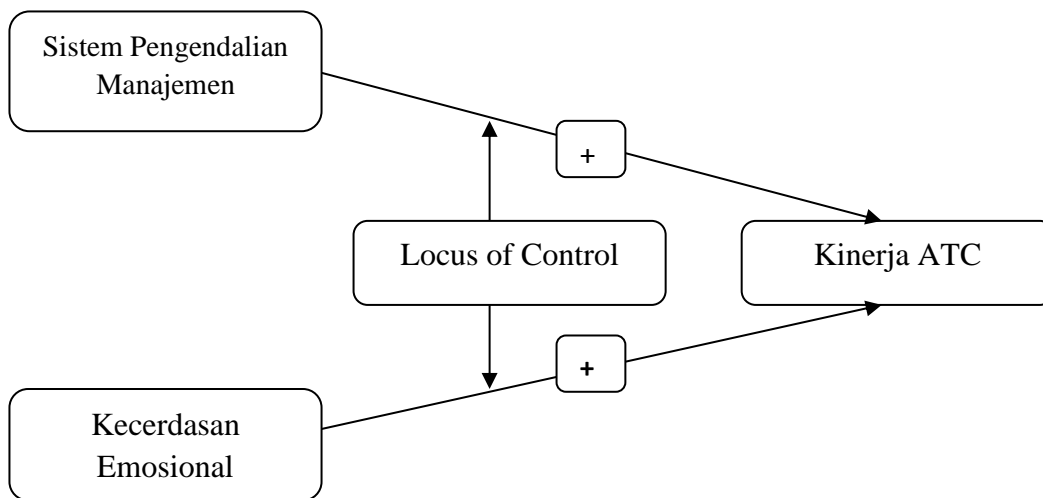 Sistem Pengendalian
Manajemen
+
Locus of Control
Kinerja ATC
+
Kecerdasan
Emosional